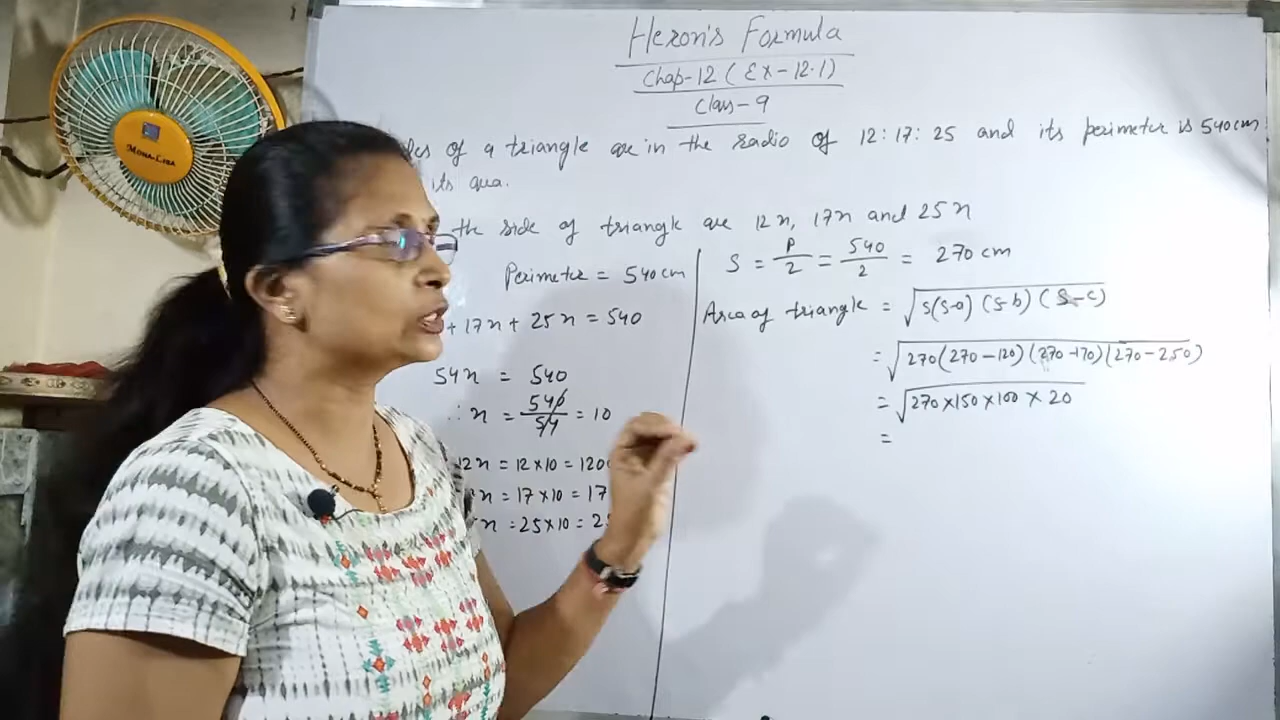 Heron's Formula
Chap-12 (Ex-12.1)
Class-9
des of a triangle are in the radio of 12:17:25 and its perimeter is 540cm
its
the side of triangle are 12x, 17x and 25x
Perimeter = 540cm
+ 17x + 25x = 540
54x = 540
∴ x = 540/54 = 10
12x = 12×10 = 120
x = 17×10 = 17
x = 25×10 = 25
S = P/2 = 540/2 = 270 cm
Area of triangle = √s(s-a)(s-b)(s-c)
= √270(270-120)(270-170)(270-250)
= √270×150×100×20
=
MONA-LISA